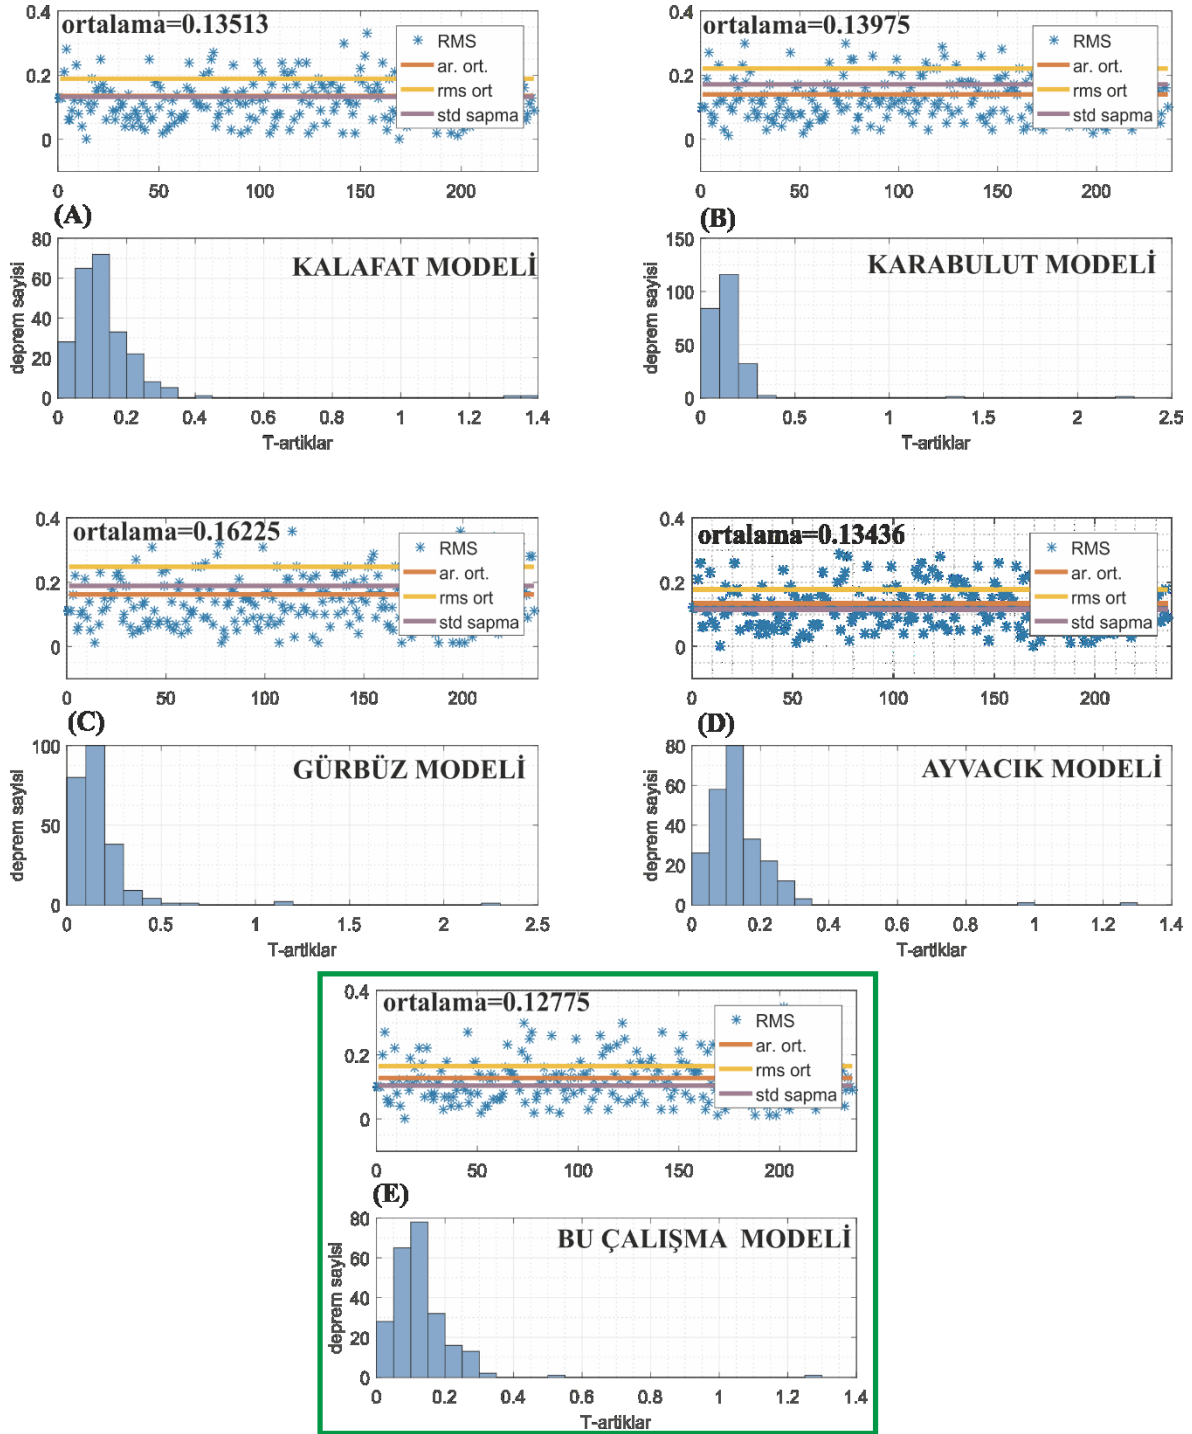 ortalama=0.13513
0.4
0.2
0
RMS
ar. ort.
rms ort
std sapma
0 50 100 150 200
(A)
80
60
40
20
0
deprem sayisi
KALAFAT MODELİ
0 0.2 0.4 0.6 0.8 1 1.2 1.4
T-artiklar
ortalama=0.13975
0.4
0.2
0
RMS
ar. ort.
rms ort
std sapma
0 50 100 150 200
(B)
150
100
50
0
deprem sayisi
KARABULUT MODELİ
0 0.5 1 1.5 2 2.5
T-artiklar
ortalama=0.16225
0.4
0.2
0
RMS
ar. ort.
rms ort
std sapma
0 50 100 150 200
(C)
100
50
0
deprem sayisi
GÜRBÜZ MODELİ
0 0.5 1 1.5 2 2.5
T-artiklar
ortalama=0.13436
0.4
0.2
0
RMS
ar. ort.
rms ort
std sapma
0 50 100 150 200
(D)
80
60
40
20
0
deprem sayisi
AYVACIK MODELİ
0 0.2 0.4 0.6 0.8 1 1.2 1.4
T-artiklar
ortalama=0.12775
0.4
0.2
0
RMS
ar. ort.
rms ort
std sapma
0 50 100 150 200
(E)
80
60
40
20
0
deprem sayisi
BU ÇALIŞMA MODELİ
0 0.2 0.4 0.6 0.8 1 1.2 1.4
T-artiklar